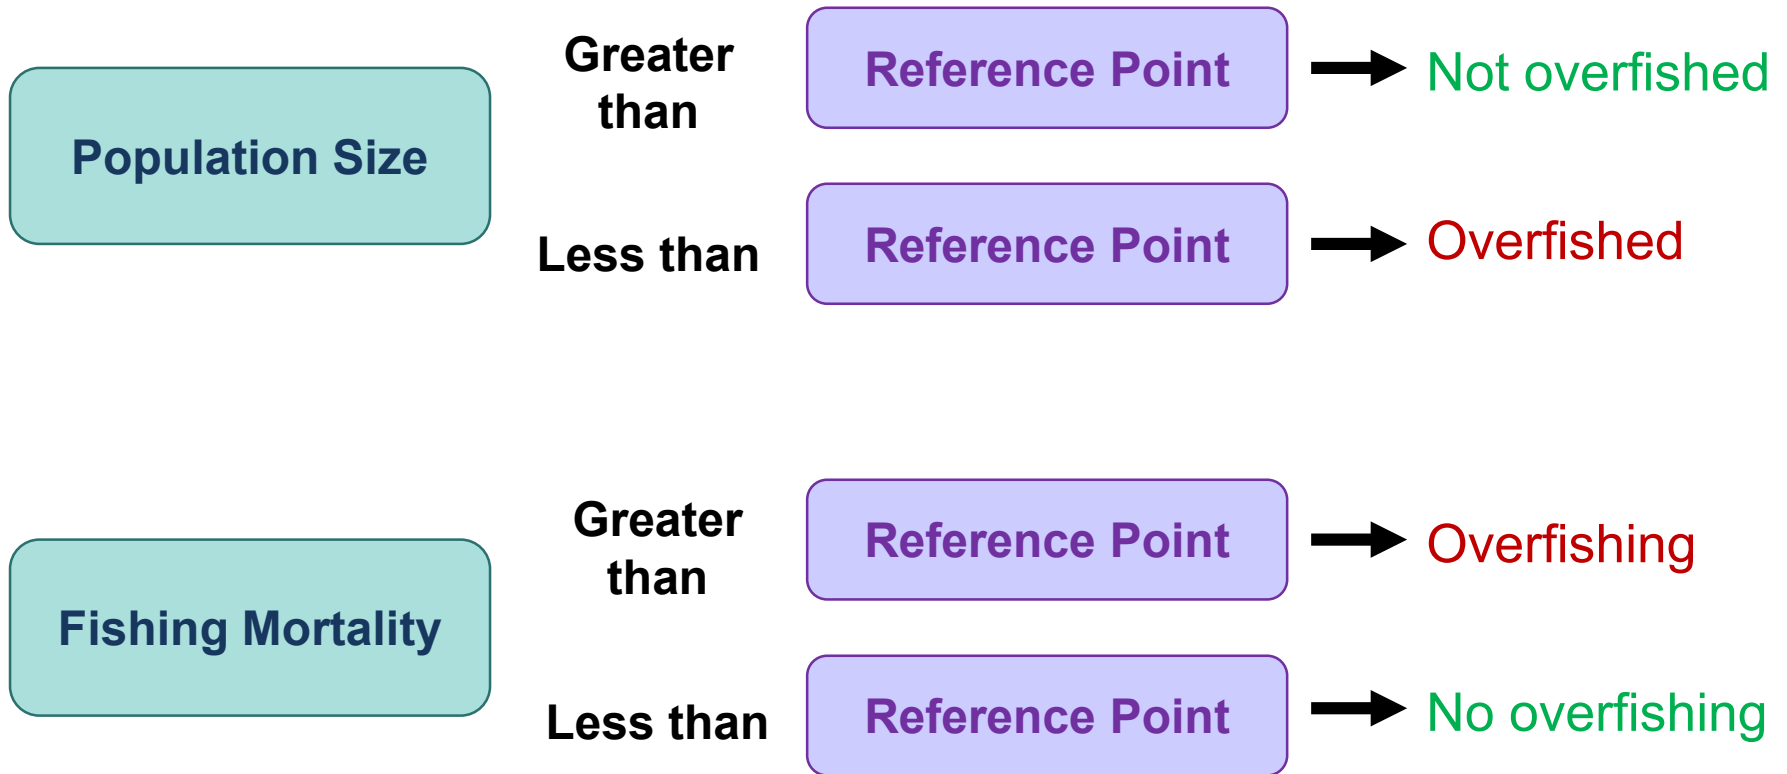 Population Size
Greater
than
Reference Point
Not overfished
Less than
Reference Point
Overfished
Fishing Mortality
Greater
than
Reference Point
Overfishing
Less than
Reference Point
No overfishing